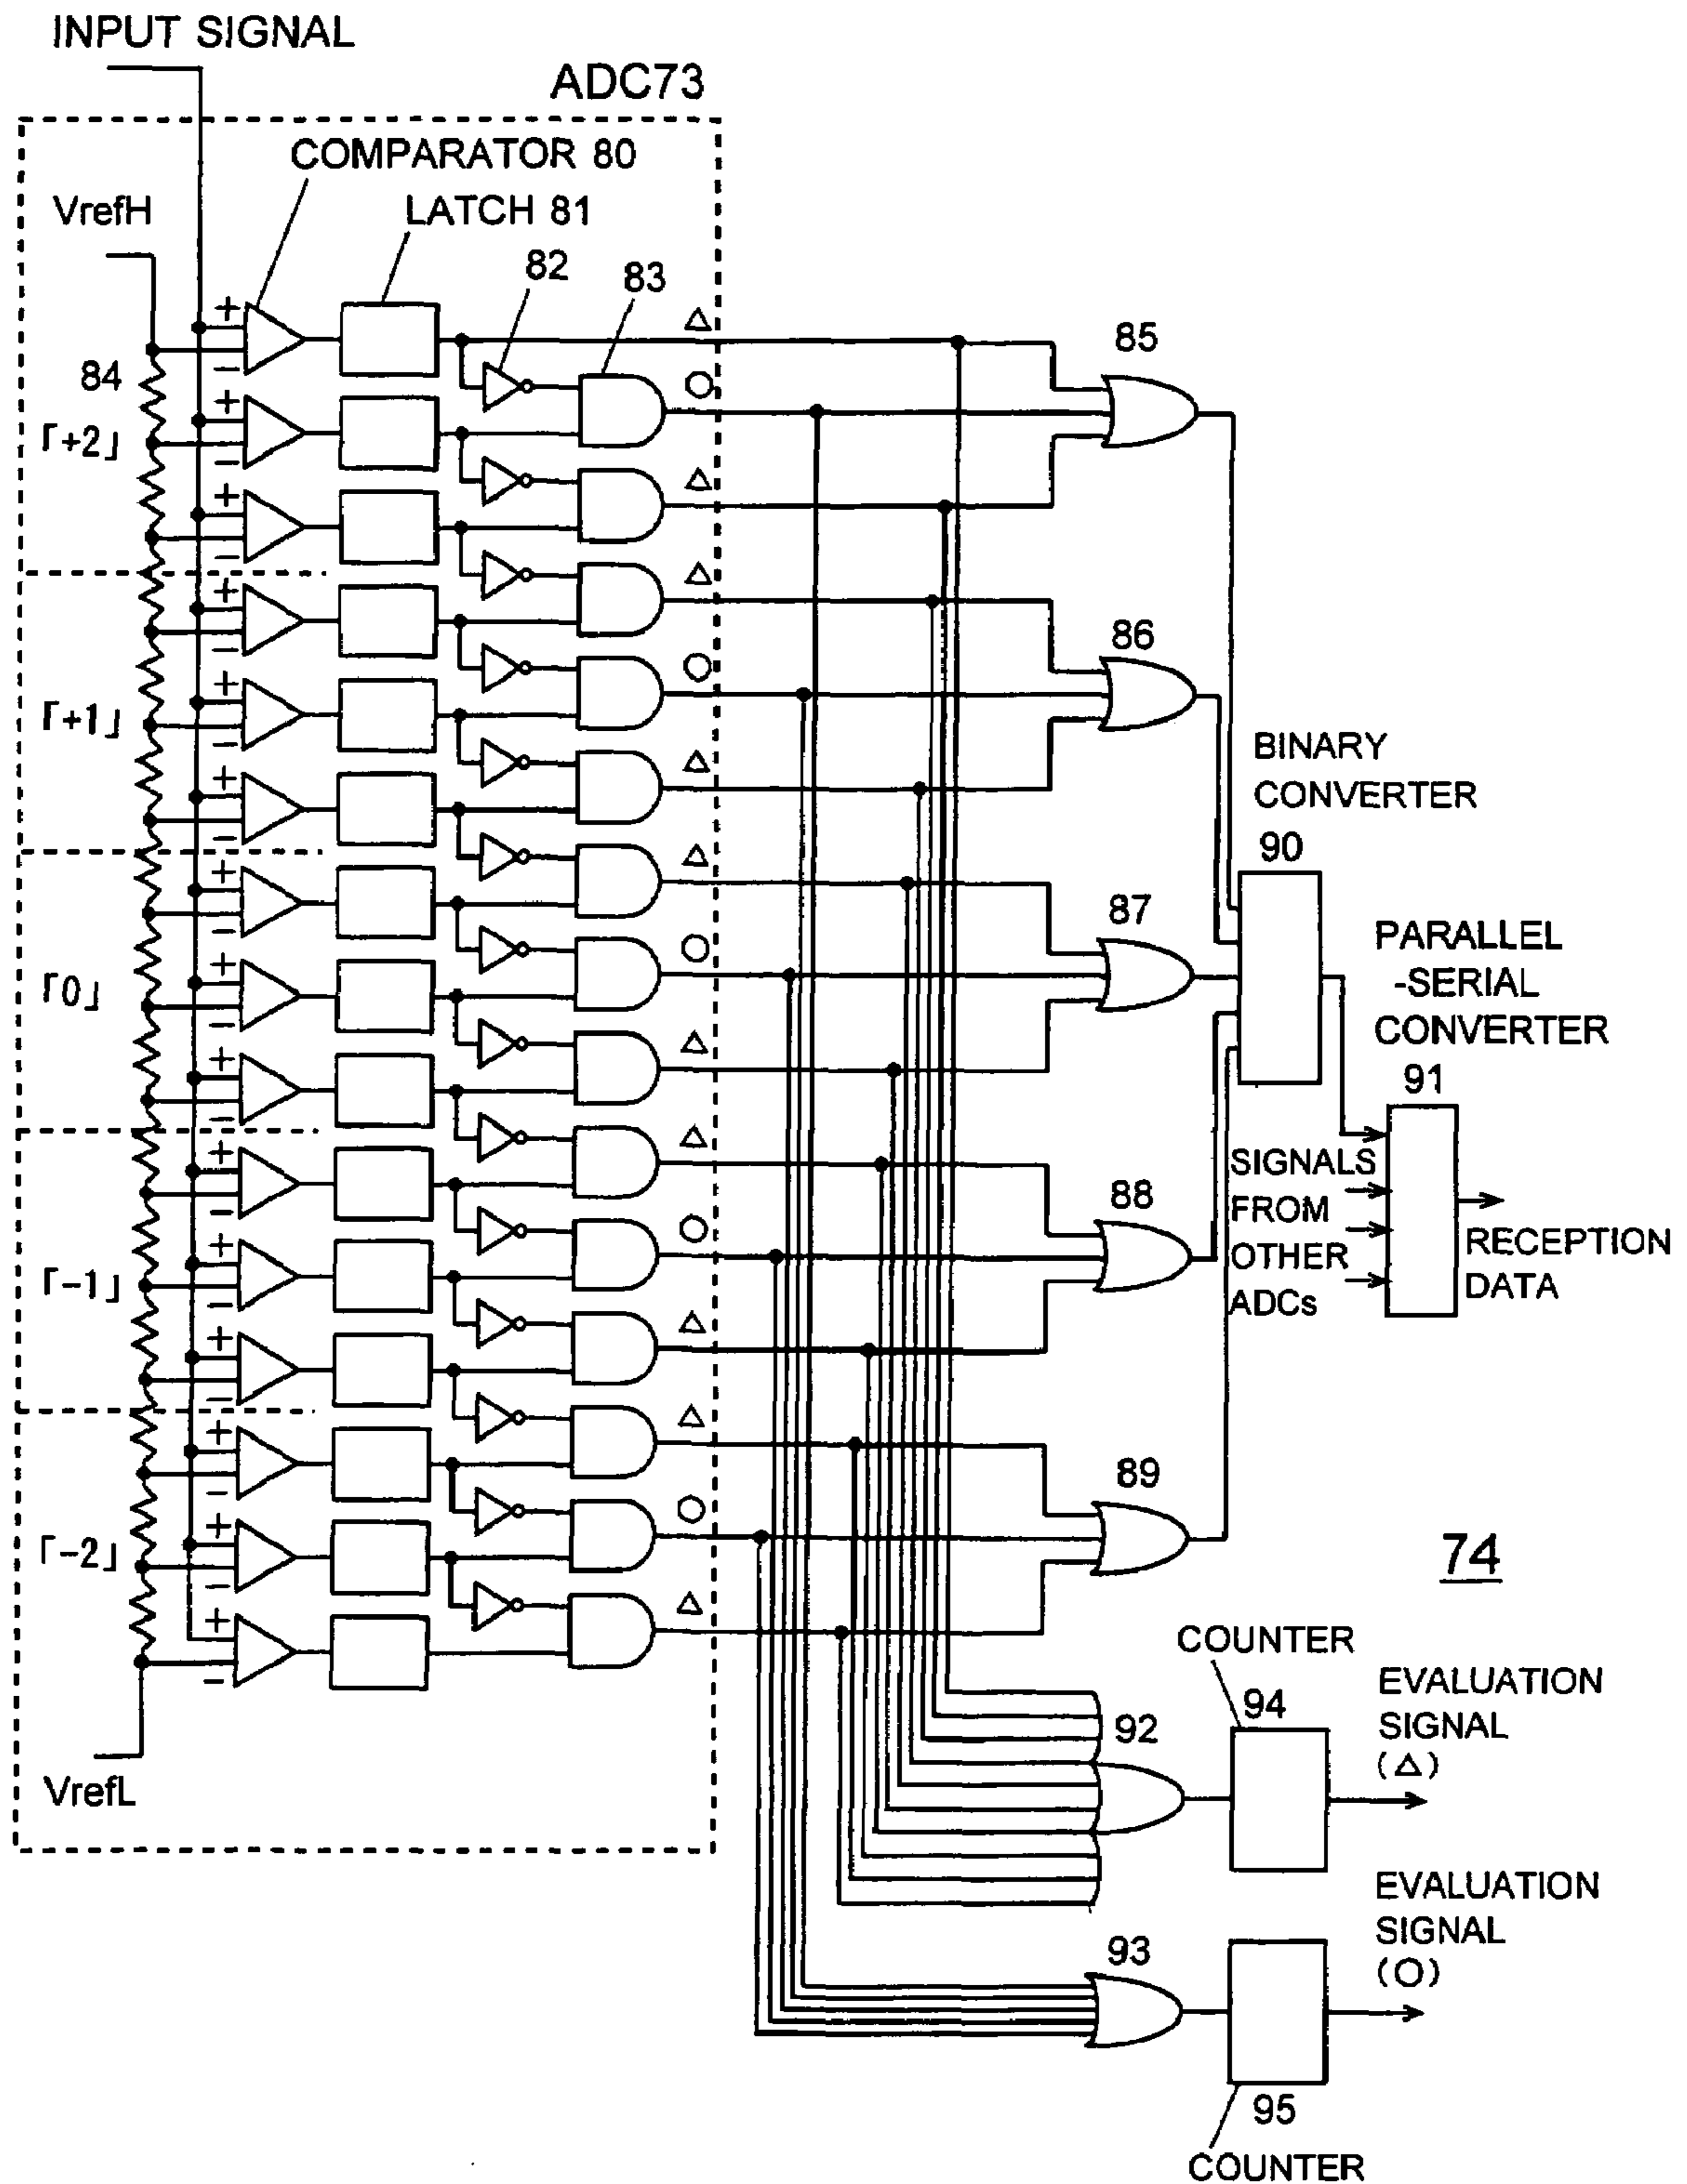 INPUT SIGNAL
ADC73
COMPARATOR 80
VrefH
LATCH 81
82
83
84
+
−
△
85
○
+
−
「+2」
+
−
△
+
−
△
86
+
−
○
「+1」
+
−
△
BINARY
CONVERTER
90
+
−
△
87
+
−
○
「0」
+
−
△
PARALLEL
-SERIAL
CONVERTER
91
+
−
△
88
SIGNALS
FROM
OTHER
ADCs
+
−
○
「-1」
RECEPTION
DATA
+
−
△
+
−
△
89
+
−
○
「-2」
+
−
△
74
VrefL
92
COUNTER
94
EVALUATION
SIGNAL
(△)
93
EVALUATION
SIGNAL
(○)
95
COUNTER